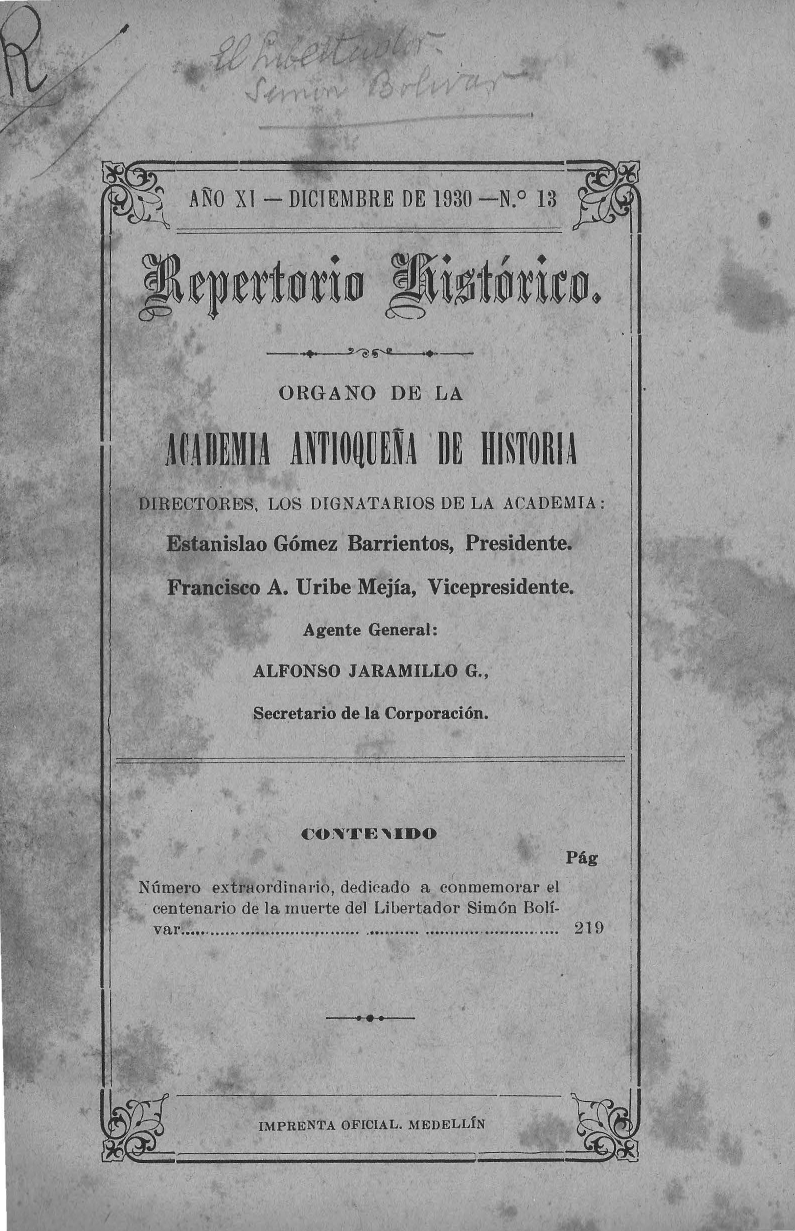 R
El Libertador.
Simón Bolivar
AÑO XI — DICIEMBRE DE 1930 — N.º 13
Repertorio Histórico.
ORGANO DE LA
ACADEMIA ANTIOQUEÑA DE HISTORIA
DIRECTORES, LOS DIGNATARIOS DE LA ACADEMIA:
Estanislao Gómez Barrientos, Presidente.
Francisco A. Uribe Mejía, Vicepresidente.
Agente General:
ALFONSO JARAMILLO G.,
Secretario de la Corporación.
CONTENIDO
Pág
Número extraordinario, dedicado a conmemorar el
centenario de la muerte del Libertador Simón Bolí-
var.................................................................. 219
IMPRENTA OFICIAL. MEDELLÍN